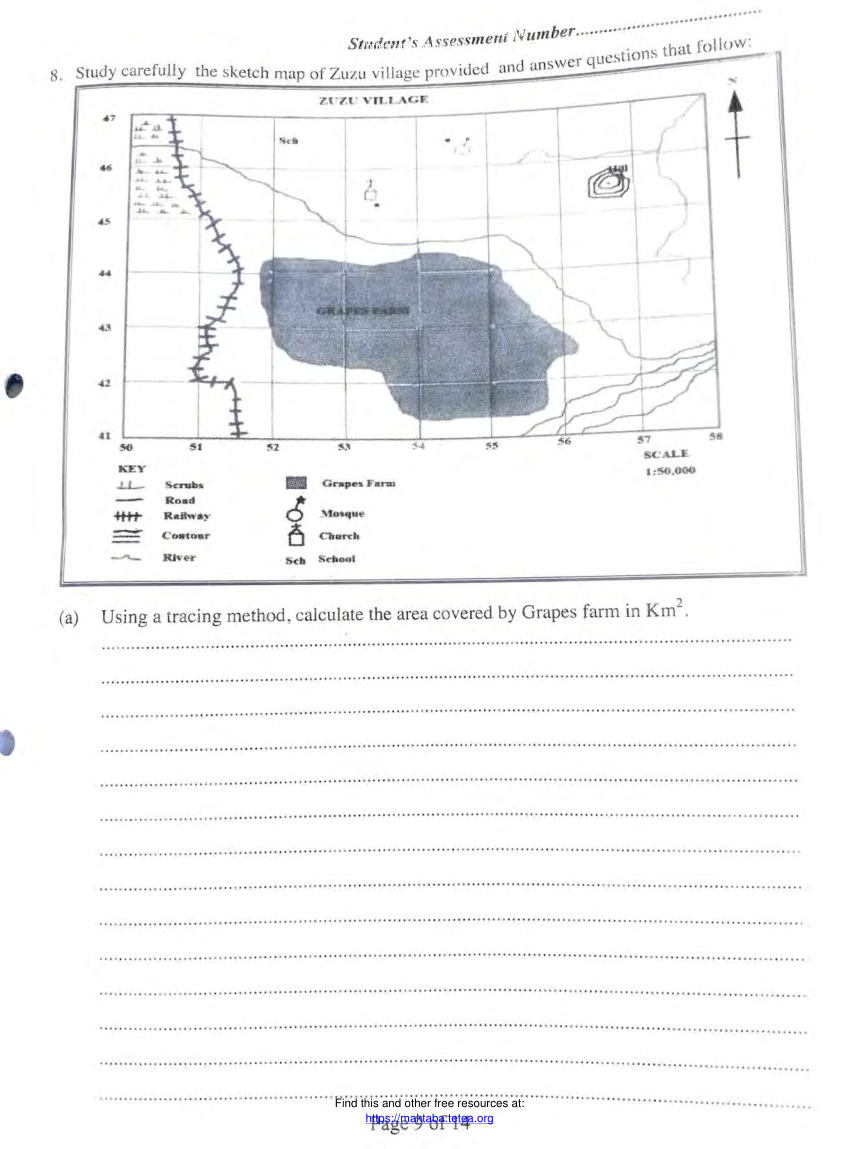 Student's Assessment Number
8. Study carefully the sketch map of Zuzu village provided and answer questions that follow:
ZUZU VILLAGE
N
47
46
45
44
43
42
41
Sch
Hill
GRAPES FARM
50 51 52 53 54 55 56 57 58
SCALE
1:50,000
KEY
Scrubs
Road
Railway
Contour
River
Grapes Farm
Mosque
Church
Sch School
(a) Using a tracing method, calculate the area covered by Grapes farm in Km².
Find this and other free resources at:
https://maktaba.tetea.org
Page 9 of 14